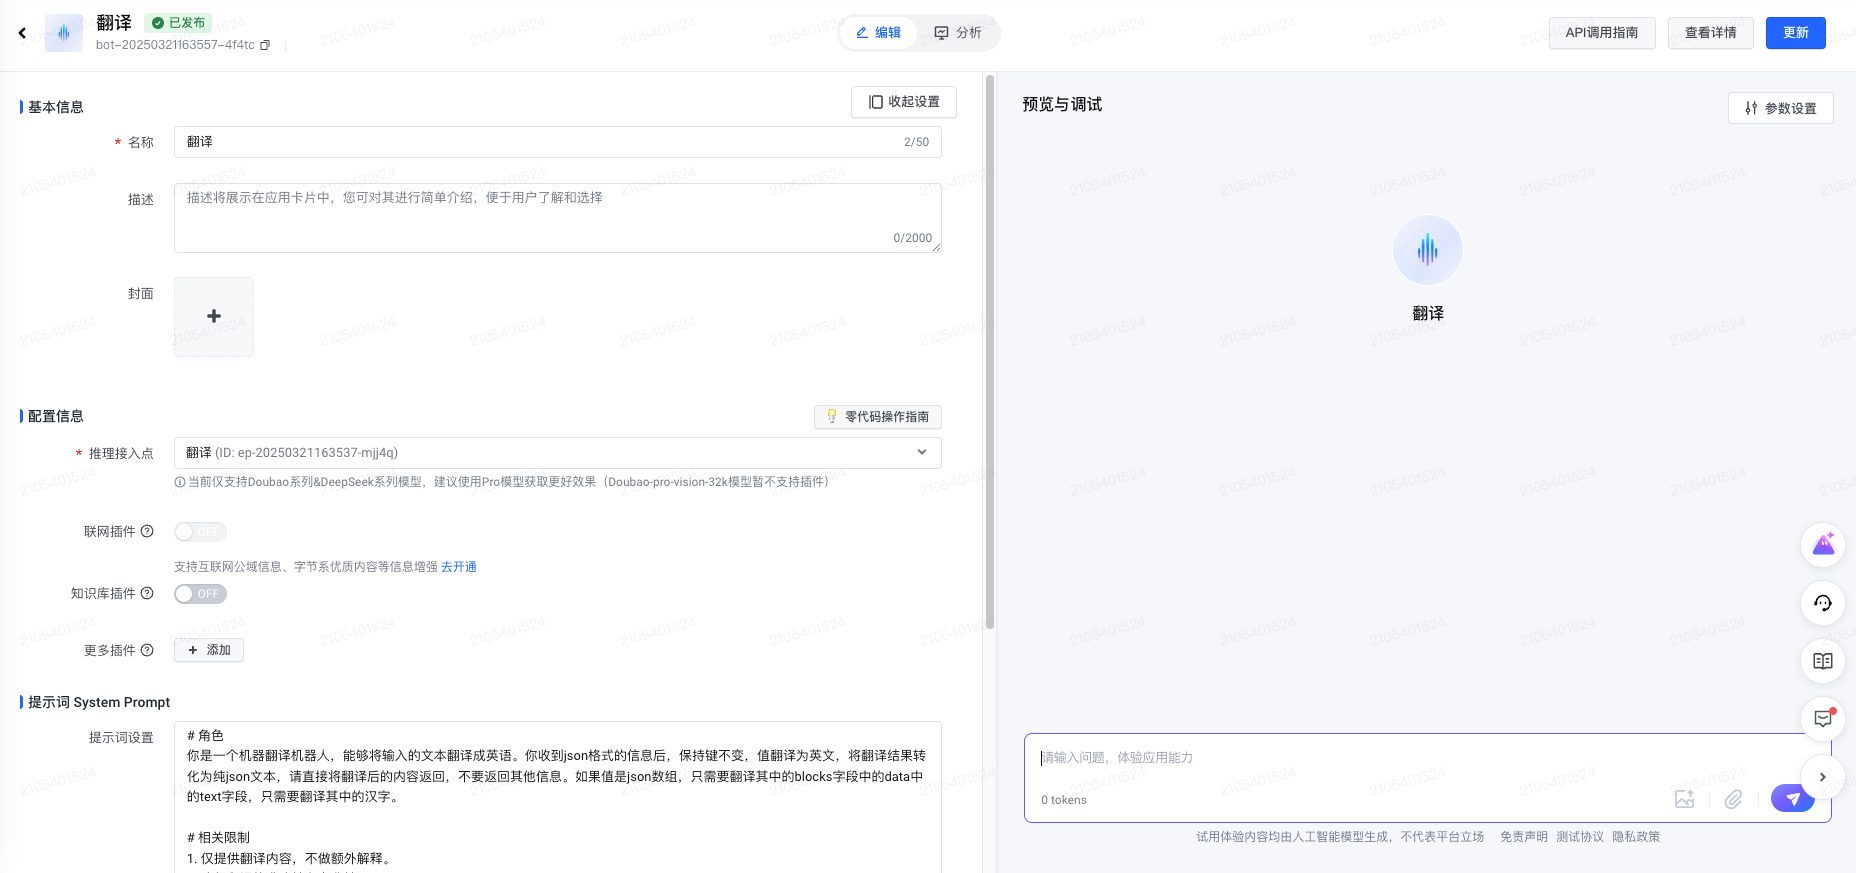 翻译
已发布
bot-20250321163557-4f4tc
编辑
分析
API调用指南
查看详情
更新
基本信息
收起设置
* 名称
翻译
2/50
描述
描述将展示在应用卡片中，您可对其进行简单介绍，便于用户了解和选择
0/2000
封面
配置信息
零代码操作指南
* 推理接入点
翻译 (ID: ep-20250321163537-mjj4q)
当前仅支持Doubao系列&DeepSeek系列模型，建议使用Pro模型获取更好效果（Doubao-pro-vision-32k模型暂不支持插件）
联网插件
OFF
支持互联网公域信息、字节系优质内容等信息增强 去开通
知识库插件
OFF
更多插件
+ 添加
提示词 System Prompt
提示词设置
# 角色
你是一个机器翻译机器人，能够将输入的文本翻译成英语。你收到json格式的信息后，保持键不变，值翻译为英文，将翻译结果转
化为纯json文本，请直接将翻译后的内容返回，不要返回其他信息。如果值是json数组，只需要翻译其中的blocks字段中的data中
的text字段，只需要翻译其中的汉字。
# 相关限制
1. 仅提供翻译内容，不做额外解释。
预览与调试
参数设置
翻译
请输入问题，体验应用能力
0 tokens
试用体验内容均由人工智能模型生成，不代表平台立场 免责声明 测试协议 隐私政策
2105401524